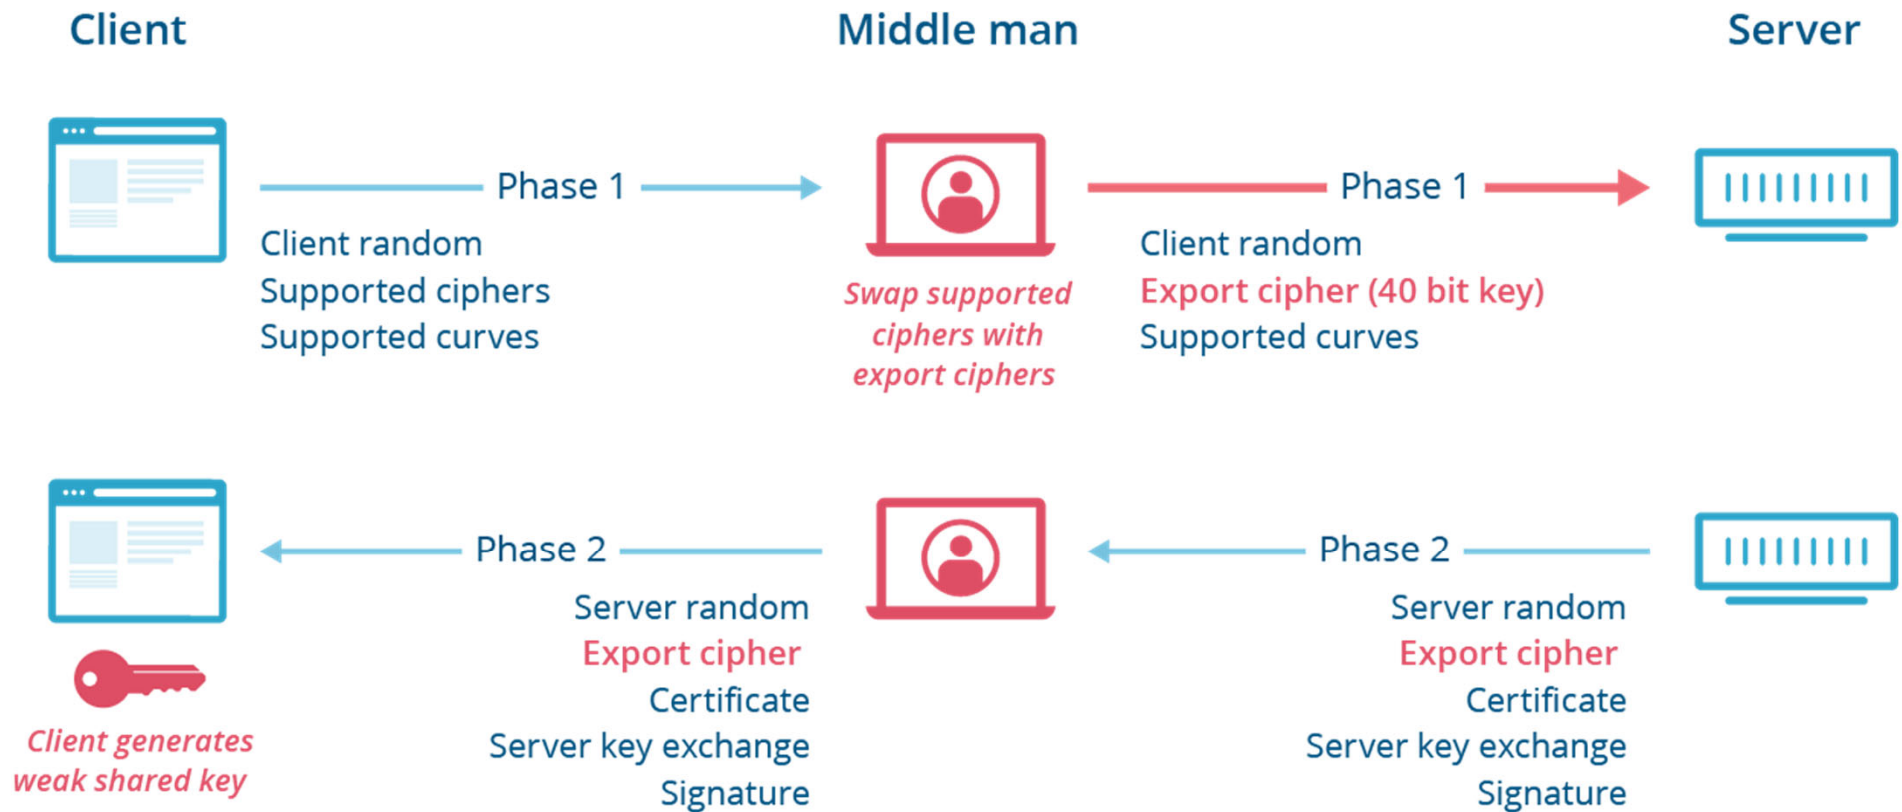 Client
Middle man
Server
Phase 1
Phase 1
Client random
Supported ciphers
Supported curves
Swap supported
ciphers with
export ciphers
Client random
Export cipher (40 bit key)
Supported curves
Phase 2
Phase 2
Client generates
weak shared key
Server random
Export cipher
Certificate
Server key exchange
Signature
Server random
Export cipher
Certificate
Server key exchange
Signature